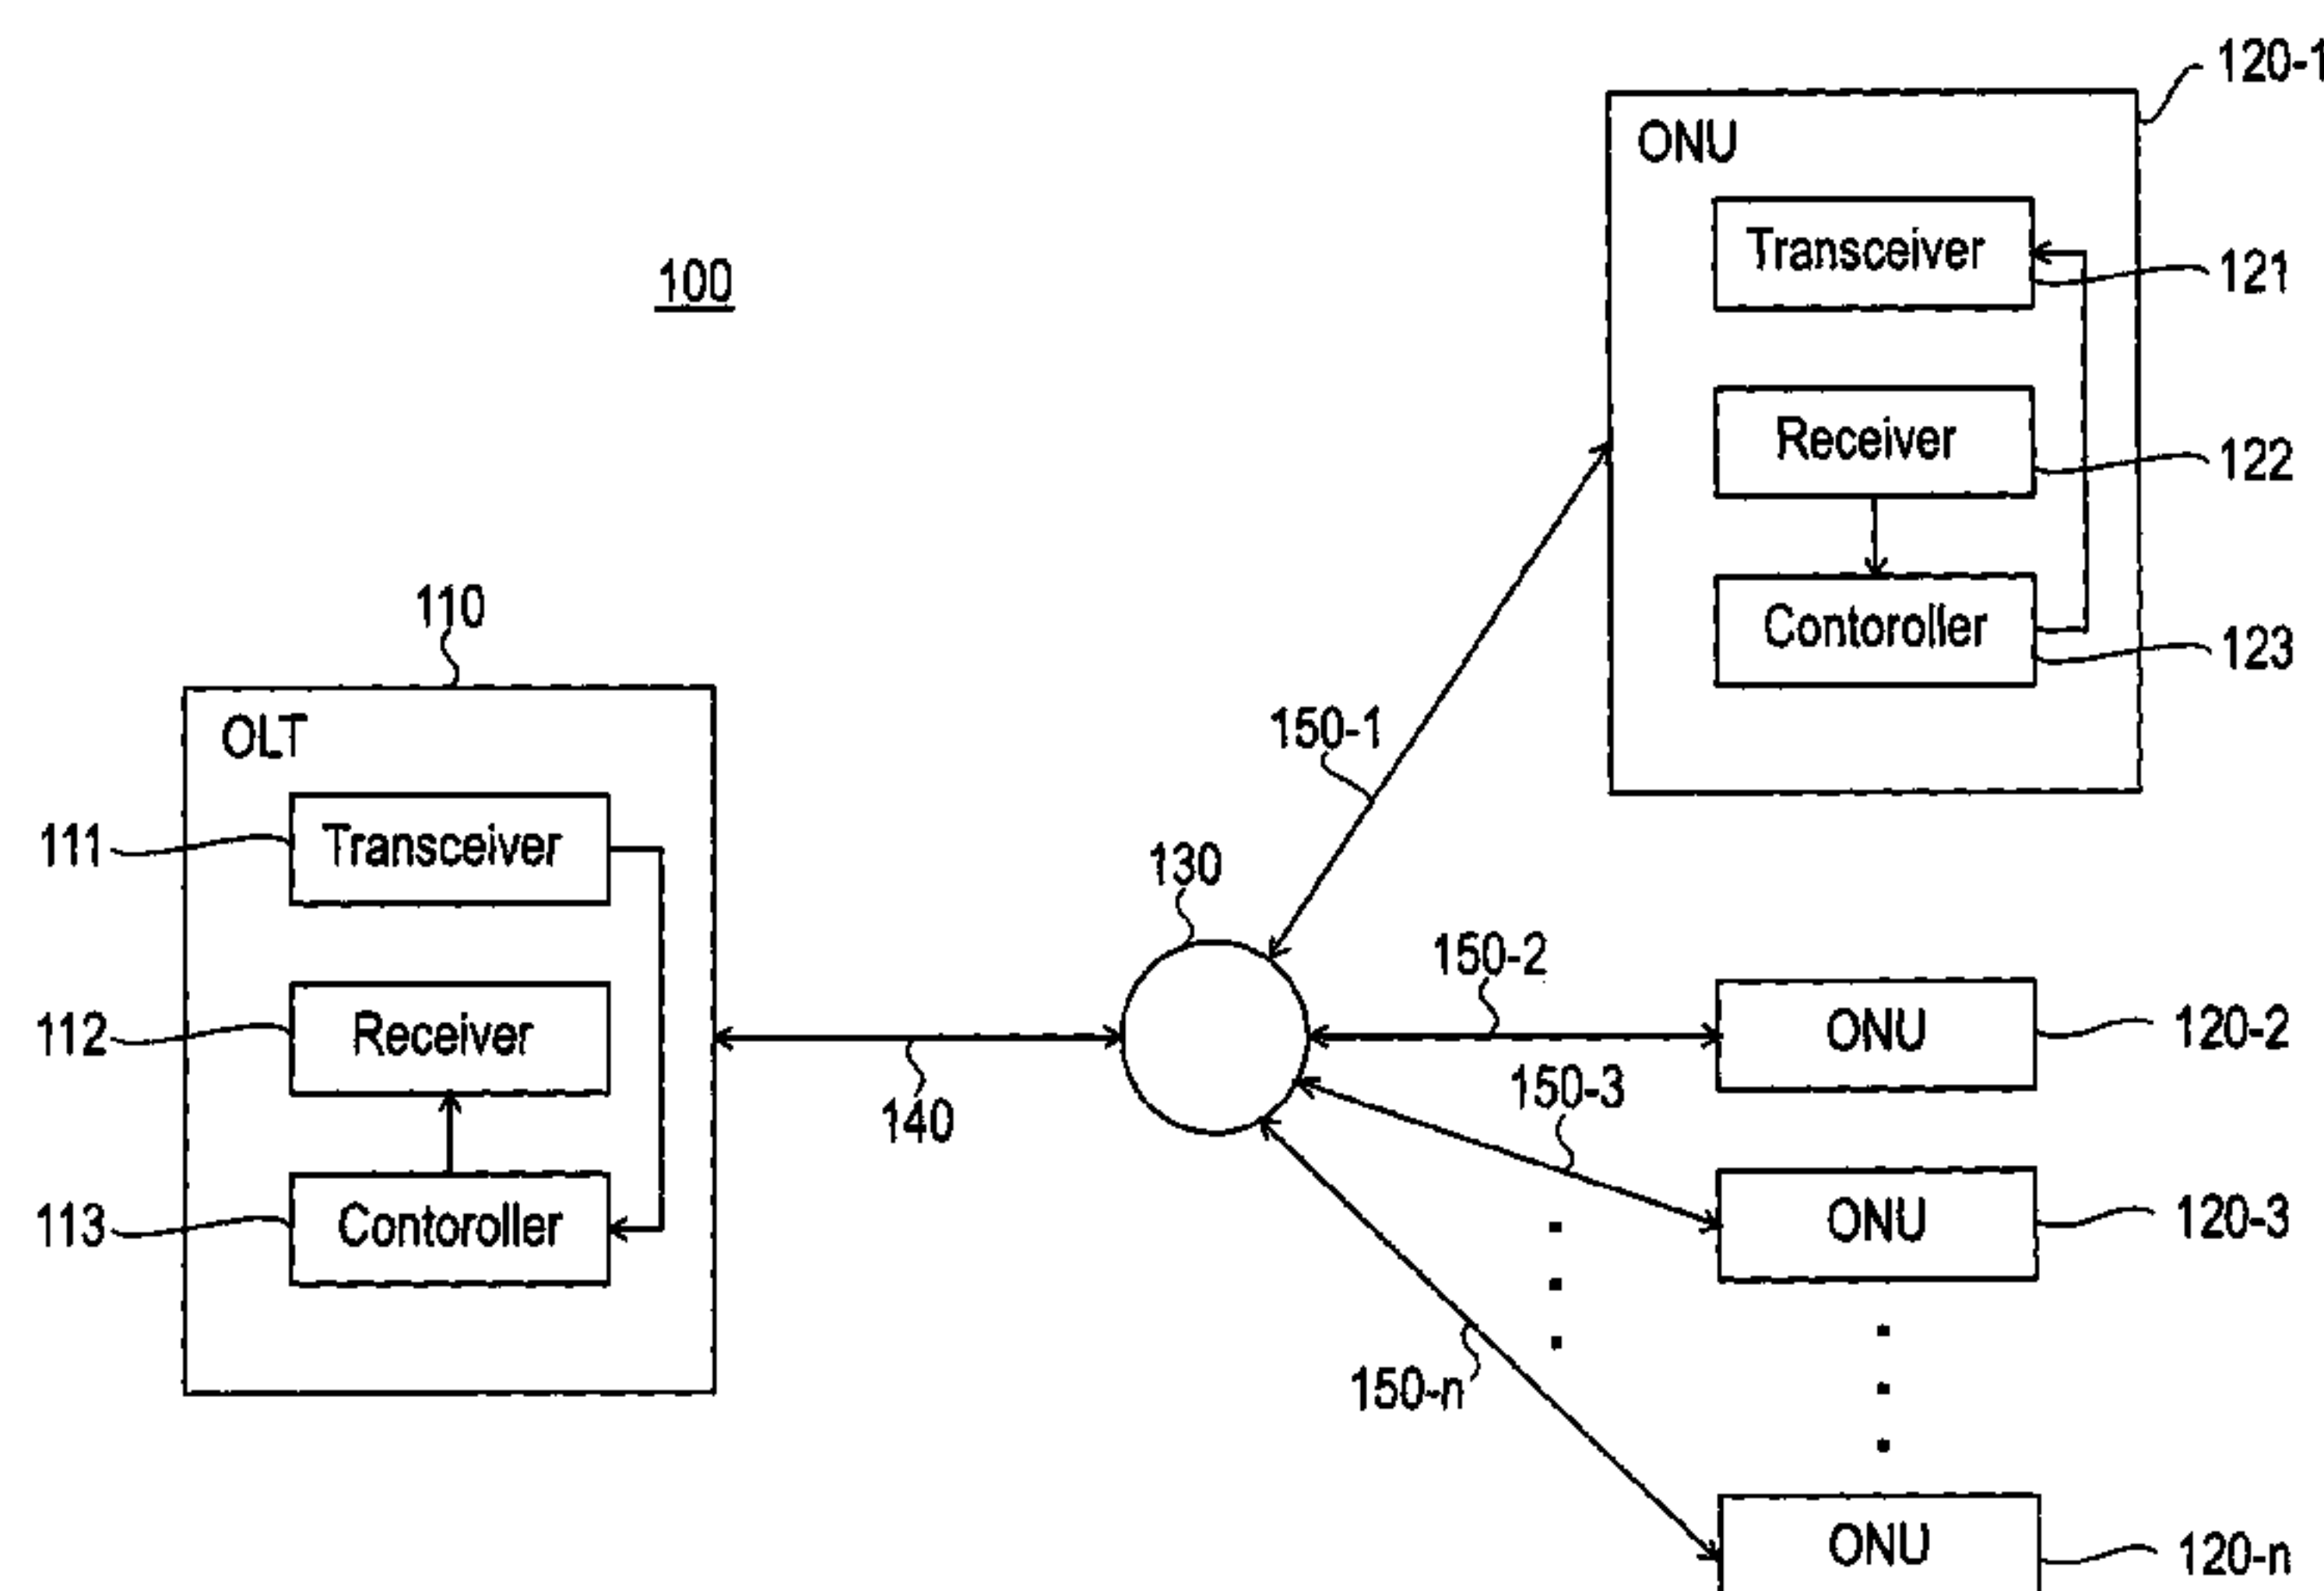 120-1
ONU
100
Transceiver
121
Receiver
122
110
Contoroller
123
OLT
150-1
111
Transceiver
130
150-2
112
Receiver
ONU
120-2
140
150-3
113
Contoroller
ONU
120-3
150-n
ONU
120-n